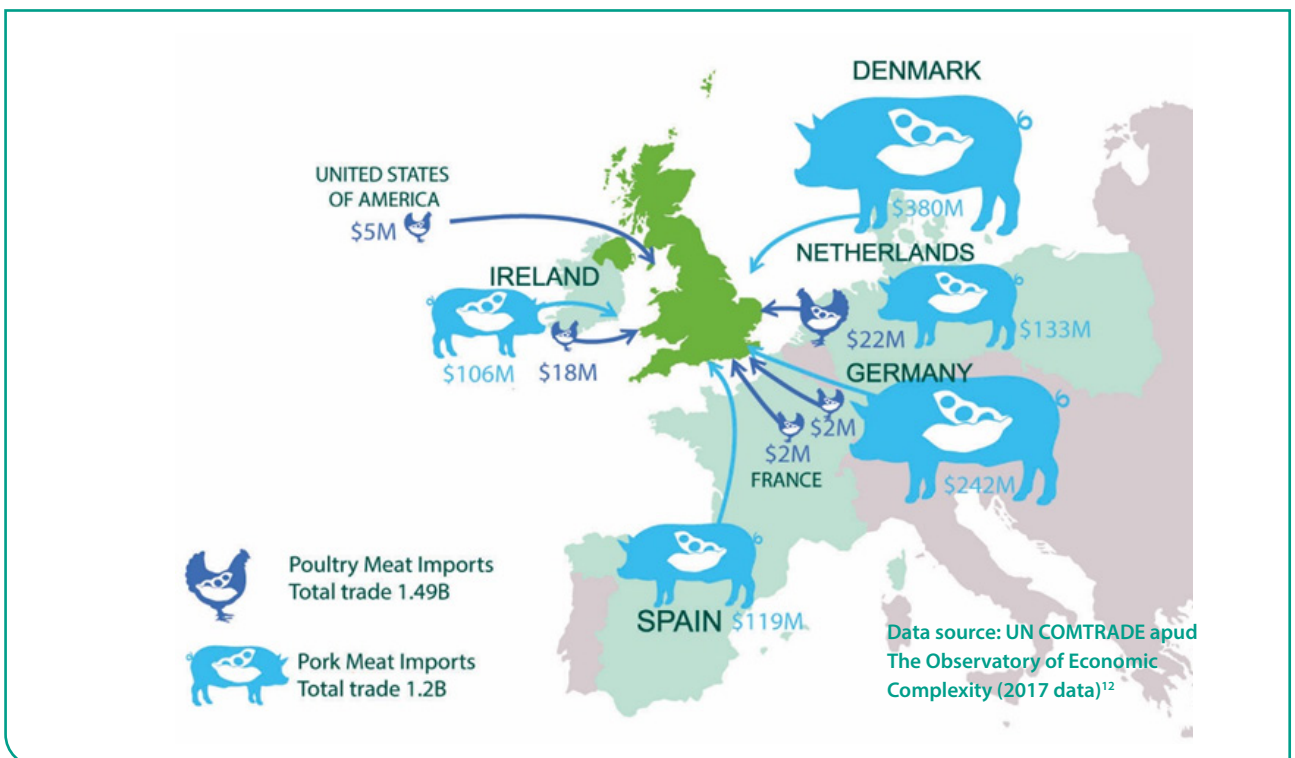 DENMARK
$380M
UNITED STATES
OF AMERICA
$5M
NETHERLANDS
IRELAND
$22M
$133M
$106M
$18M
GERMANY
$2M
$2M
FRANCE
$242M
Poultry Meat Imports
Total trade 1.49B
SPAIN
$119M
Pork Meat Imports
Total trade 1.2B
Data source: UN COMTRADE apud
The Observatory of Economic
Complexity (2017 data)¹²